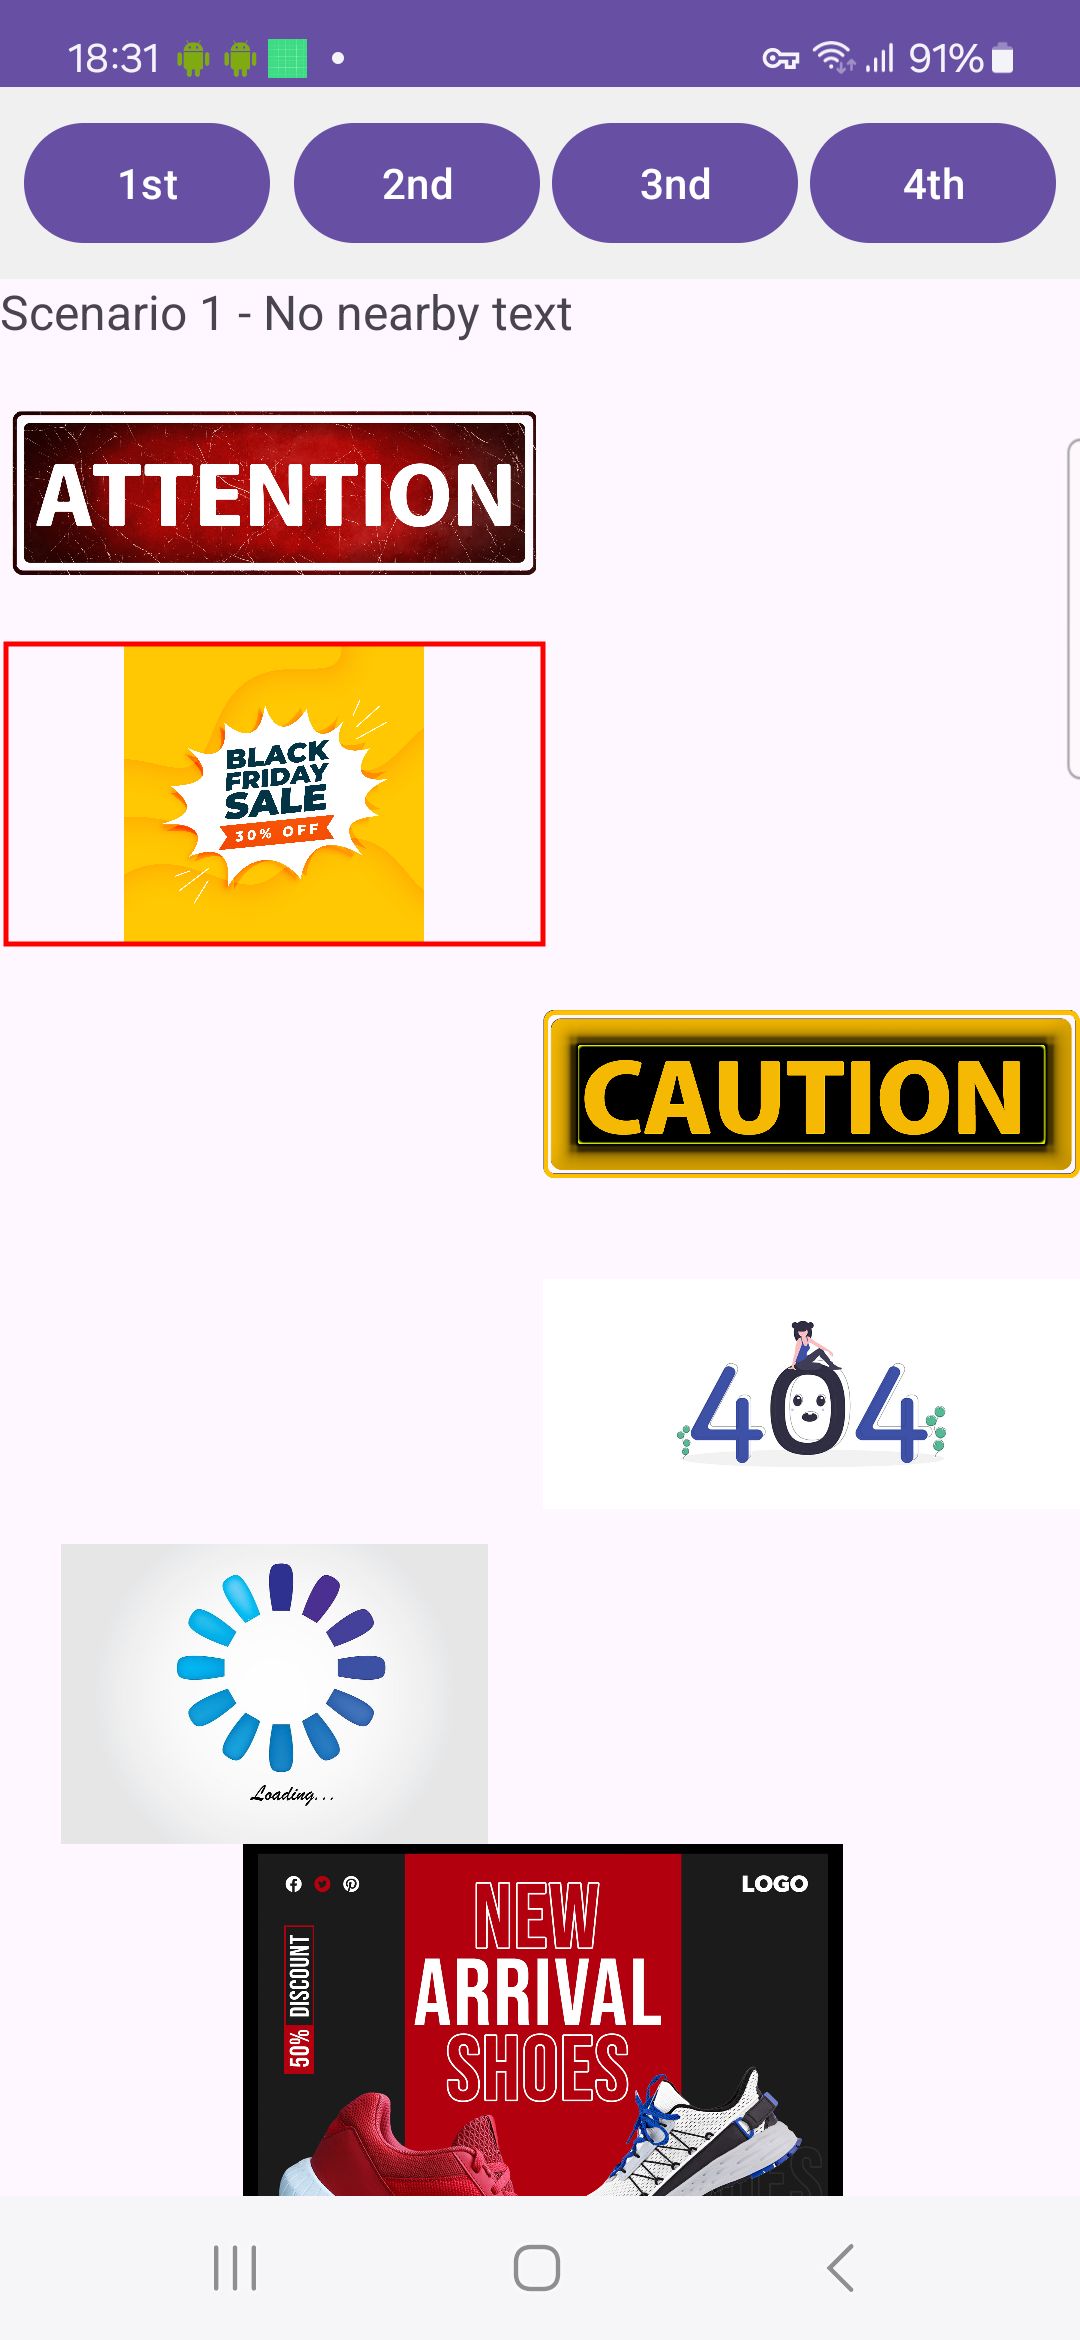 18:31
91%
1st
2nd
3nd
4th
Scenario 1 - No nearby text
ATTENTION
BLACK
FRIDAY
SALE
30% OFF
CAUTION
404
Loading...
NEW
ARRIVAL
SHOES
LOGO
50% DISCOUNT